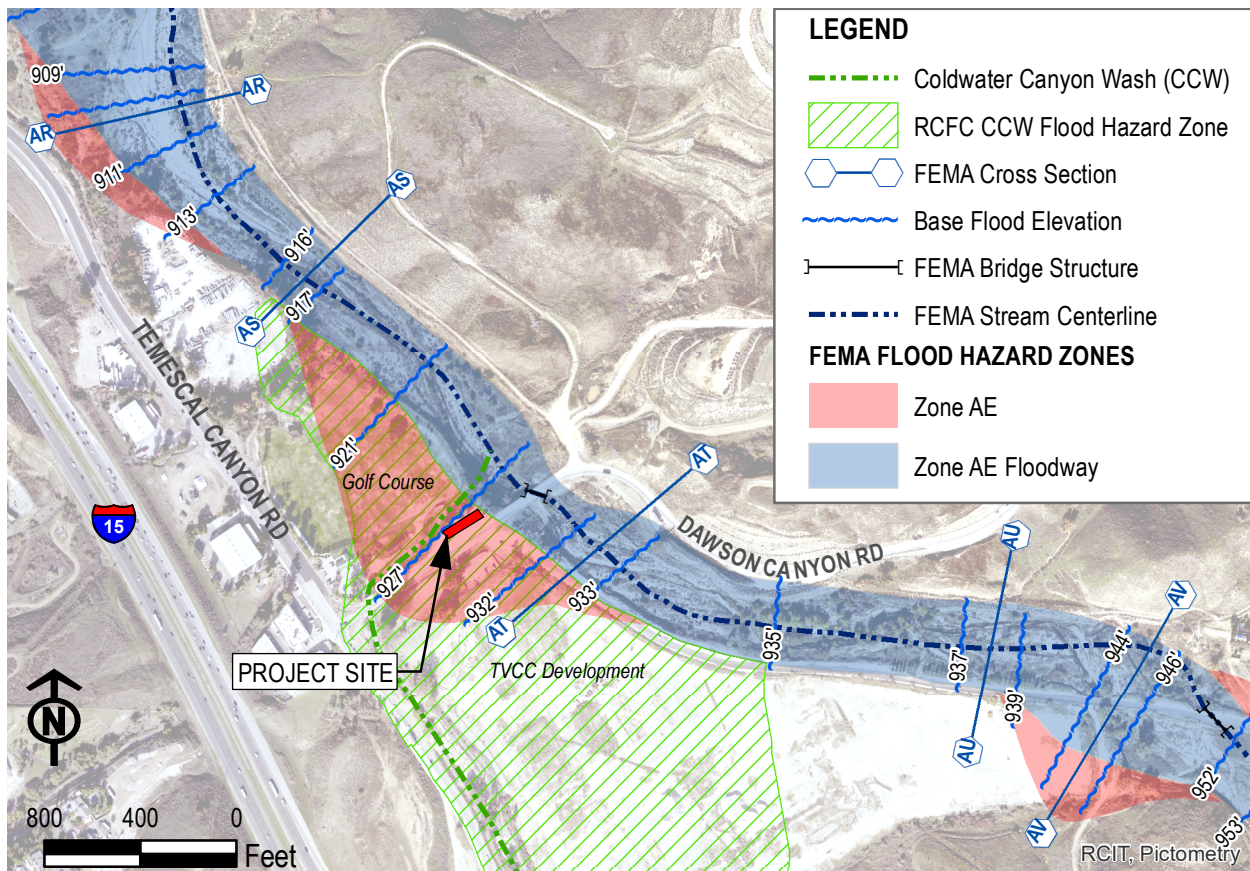 LEGEND
Coldwater Canyon Wash (CCW)
RCFC CCW Flood Hazard Zone
FEMA Cross Section
Base Flood Elevation
FEMA Bridge Structure
FEMA Stream Centerline
FEMA FLOOD HAZARD ZONES
Zone AE
Zone AE Floodway
909'
AR
AR
911'
913'
916'
AS
AS
917'
TEMESCAL CANYON RD
15
921'
Golf Course
AT
AT
927'
932'
933'
DAWSON CANYON RD
PROJECT SITE
TVCC Development
935'
937'
AU
AU
939'
944'
946'
AV
AV
952'
953'
N
800
400
0
Feet
RCIT, Pictometry